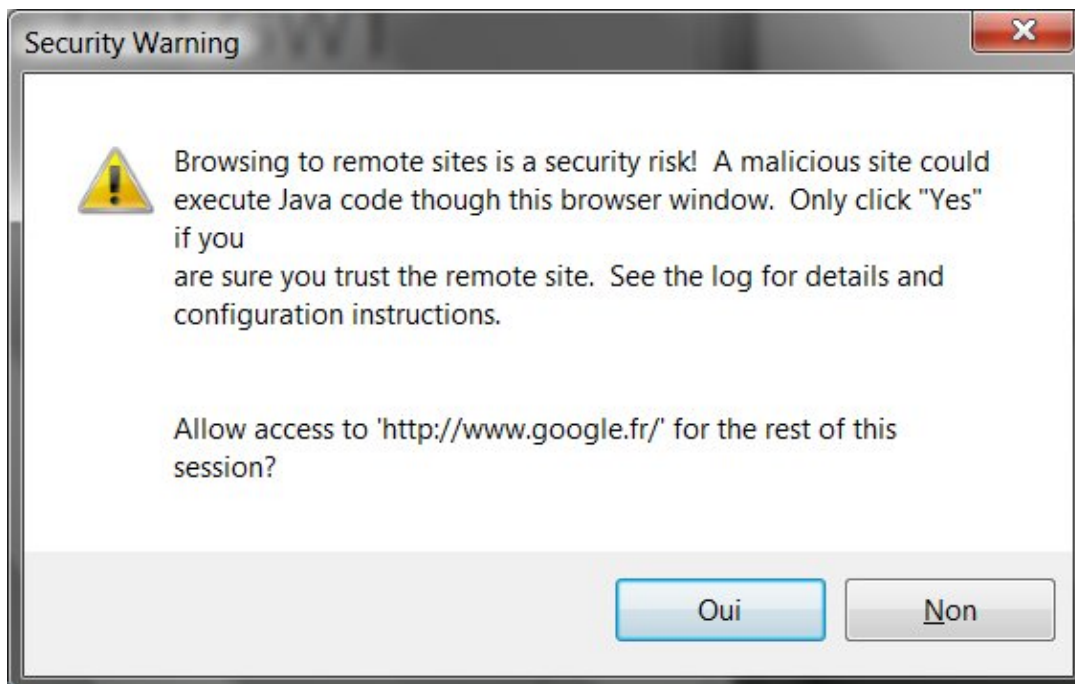 Security Warning
Browsing to remote sites is a security risk!  A malicious site could
execute Java code though this browser window.  Only click "Yes"
if you
are sure you trust the remote site.  See the log for details and
configuration instructions.
Allow access to 'http://www.google.fr/' for the rest of this
session?
Oui
Non